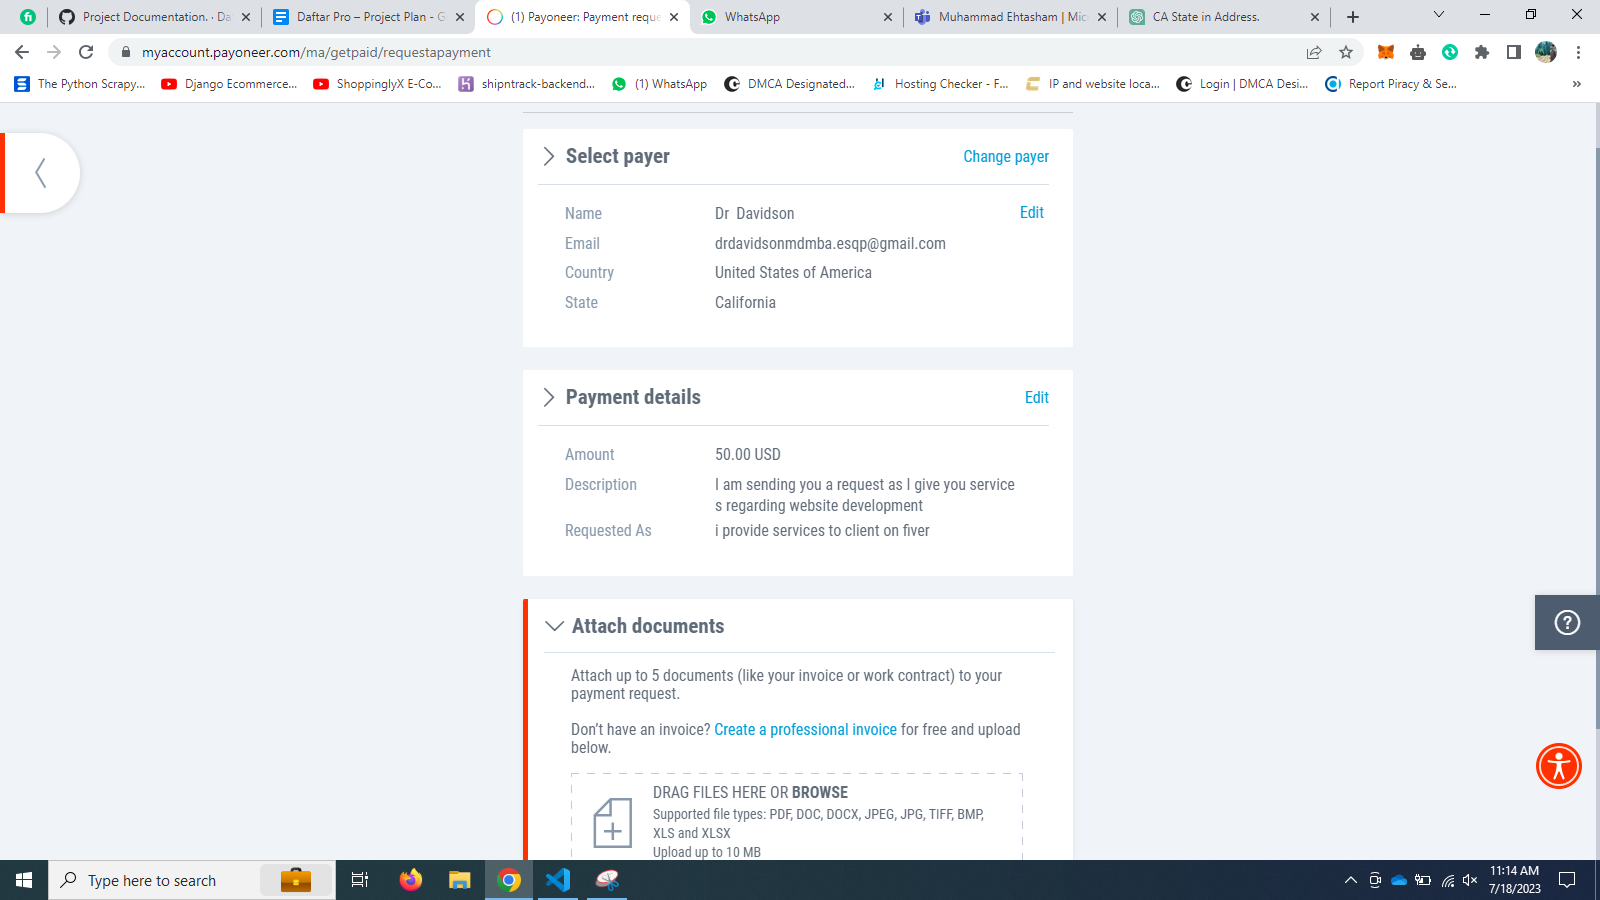 Project Documentation. · Da
Daftar Pro – Project Plan - G
(1) Payoneer: Payment reque
WhatsApp
Muhammad Ehtasham | Mic
CA State in Address.
myaccount.payoneer.com/ma/getpaid/requestapayment
The Python Scrapy...
Django Ecommerce...
ShoppinglyX E-Co...
shipntrack-backend...
(1) WhatsApp
DMCA Designated...
Hosting Checker - F...
IP and website loca...
Login | DMCA Desi...
Report Piracy & Se...
»
Select payer
Change payer
Name
Dr Davidson
Edit
Email
drdavidsonmdmba.esqp@gmail.com
Country
United States of America
State
California
Payment details
Edit
Amount
50.00 USD
Description
I am sending you a request as I give you service
s regarding website development
Requested As
i provide services to client on fiver
Attach documents
Attach up to 5 documents (like your invoice or work contract) to your
payment request.
Don’t have an invoice? Create a professional invoice for free and upload
below.
DRAG FILES HERE OR BROWSE
Supported file types: PDF, DOC, DOCX, JPEG, JPG, TIFF, BMP,
XLS and XLSX
Upload up to 10 MB
Type here to search
11:14 AM
7/18/2023